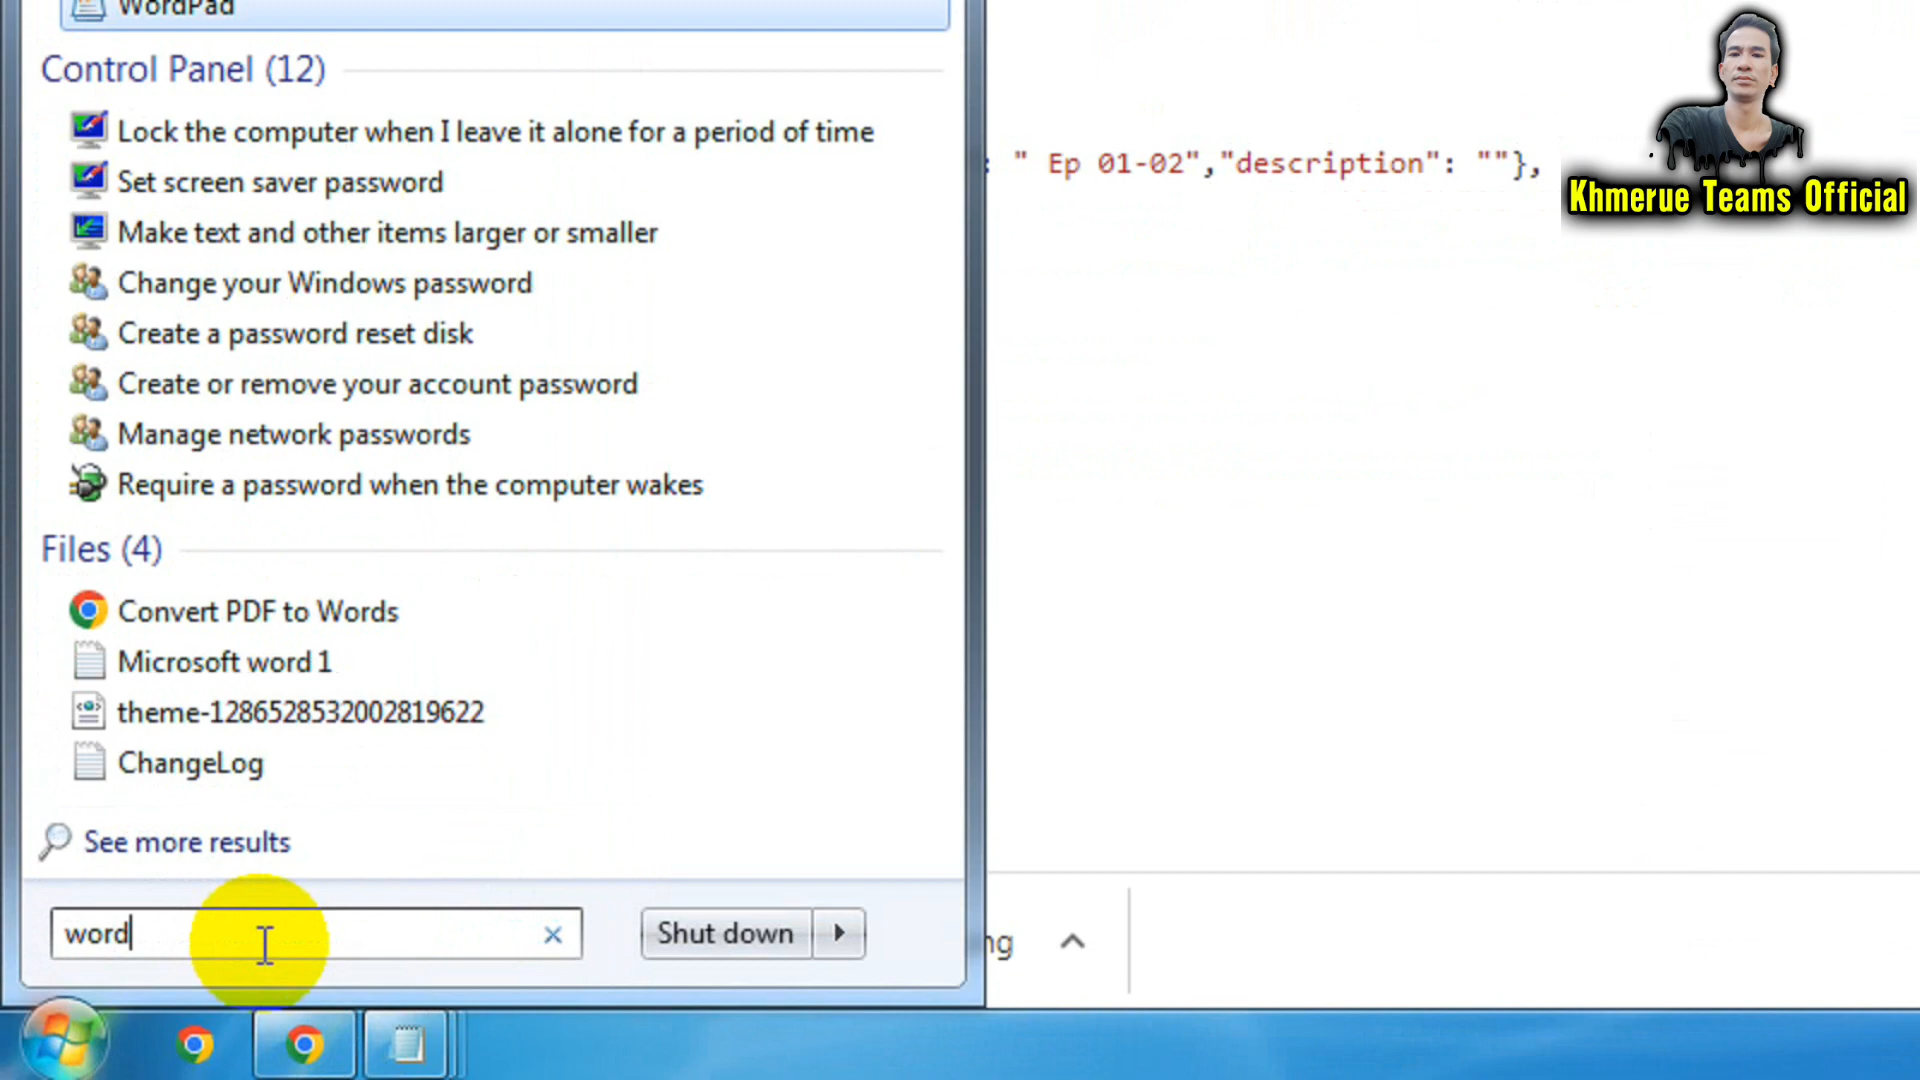 WordPad
Control Panel (12)
Lock the computer when I leave it alone for a period of time
Set screen saver password
Make text and other items larger or smaller
Change your Windows password
Create a password reset disk
Create or remove your account password
Manage network passwords
Require a password when the computer wakes
Files (4)
Convert PDF to Words
Microsoft word 1
theme-1286528532002819622
ChangeLog
See more results
word
Shut down
: " Ep 01-02","description": ""},
Khmerue Teams Official
ng